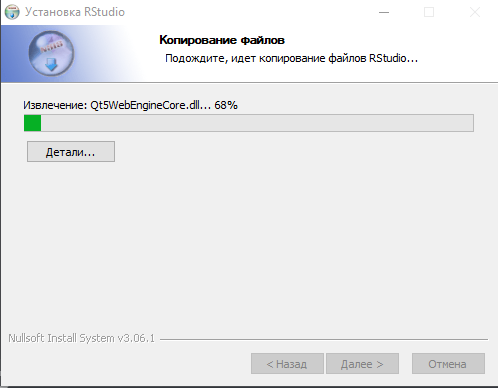 Установка RStudio
Копирование файлов
Подождите, идет копирование файлов RStudio...
Извлечение: Qt5WebEngineCore.dll... 68%
Детали...
Nullsoft Install System v3.06.1
< Назад
Далее >
Отмена